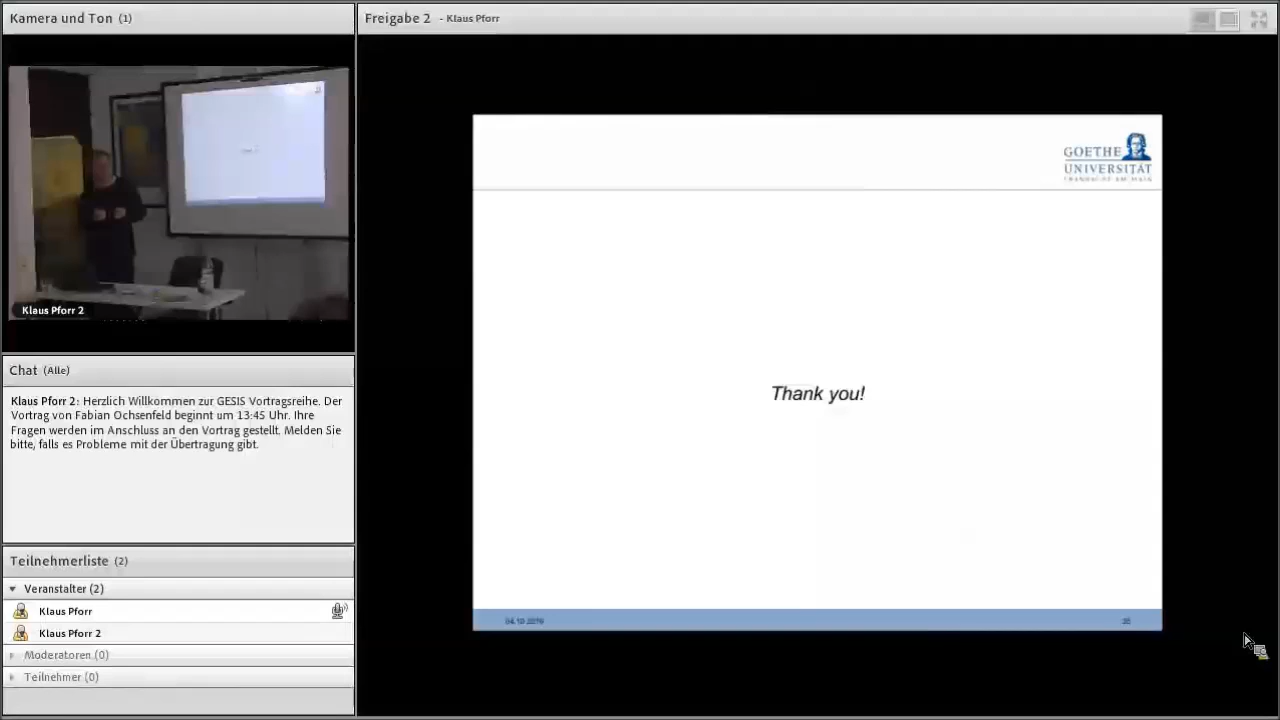 Kamera und Ton (1)
Freigabe 2 - Klaus Pforr
Klaus Pforr 2
GOETHE
UNIVERSITÄT
FRANKFURT AM MAIN
Thank you!
Chat (Alle)
Klaus Pforr 2: Herzlich Willkommen zur GESIS Vortragsreihe. Der
Vortrag von Fabian Ochsenfeld beginnt um 13:45 Uhr. Ihre
Fragen werden im Anschluss an den Vortrag gestellt. Melden Sie
bitte, falls es Probleme mit der Übertragung gibt.
Teilnehmerliste (2)
Veranstalter (2)
Klaus Pforr
Klaus Pforr 2
Moderatoren (0)
Teilnehmer (0)